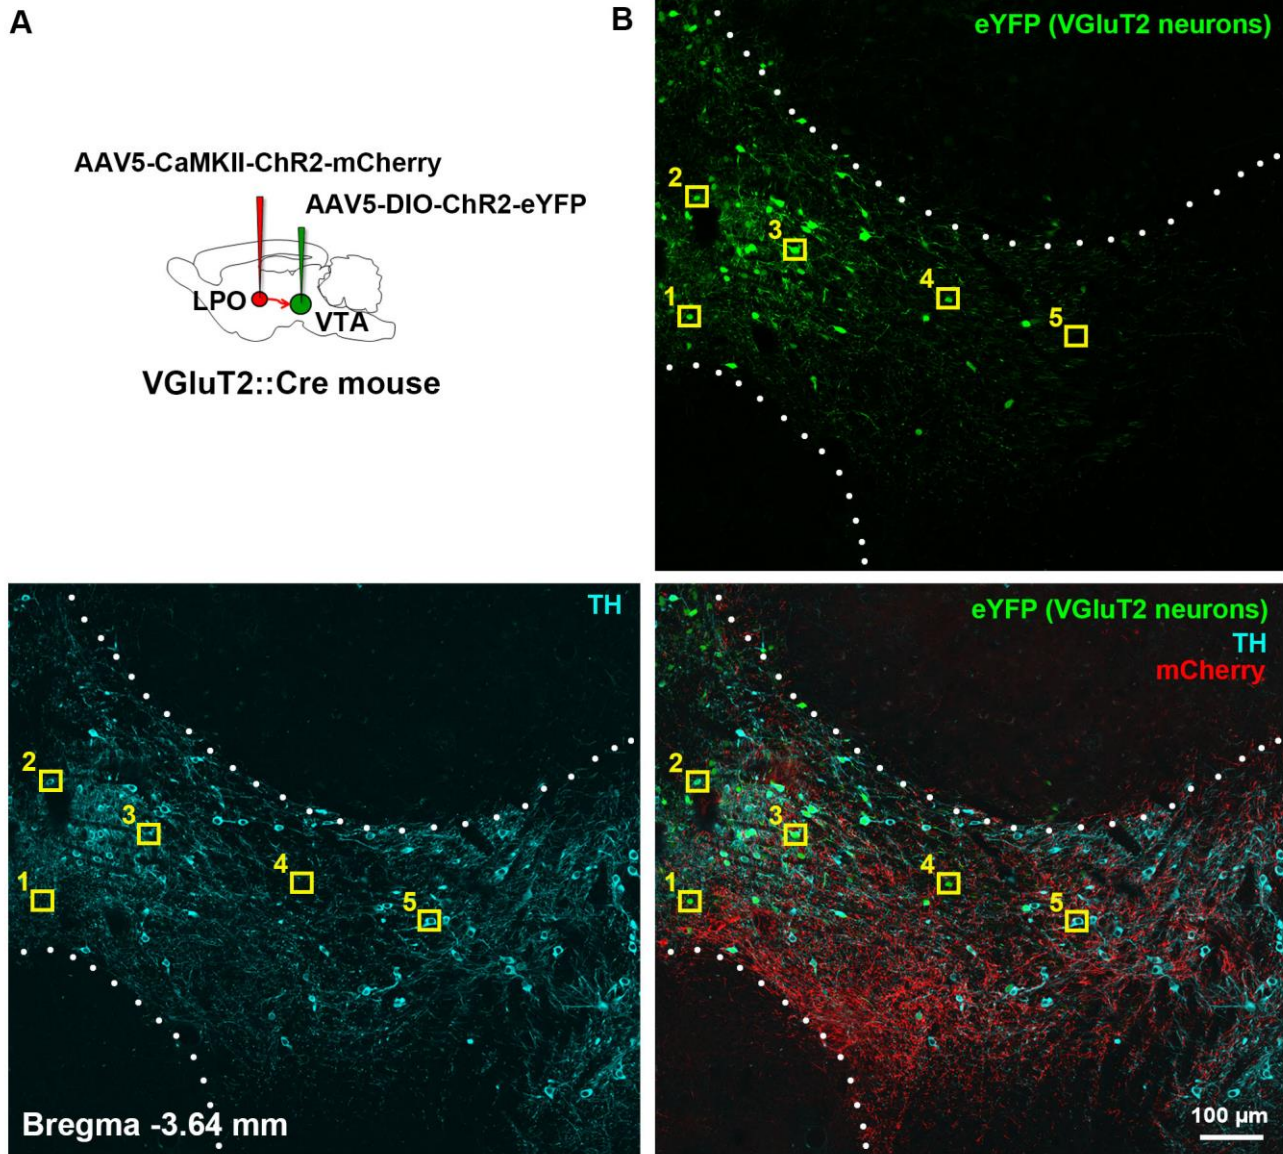 A
AAV5-CaMKII-ChR2-mCherry
AAV5-DIO-ChR2-eYFP
LPO
VTA
VGluT2::Cre mouse
B
eYFP (VGluT2 neurons)
2
3
4
1
5
TH
2
3
4
1
5
Bregma -3.64 mm
eYFP (VGluT2 neurons)
TH
mCherry
2
3
4
1
5
100 µm